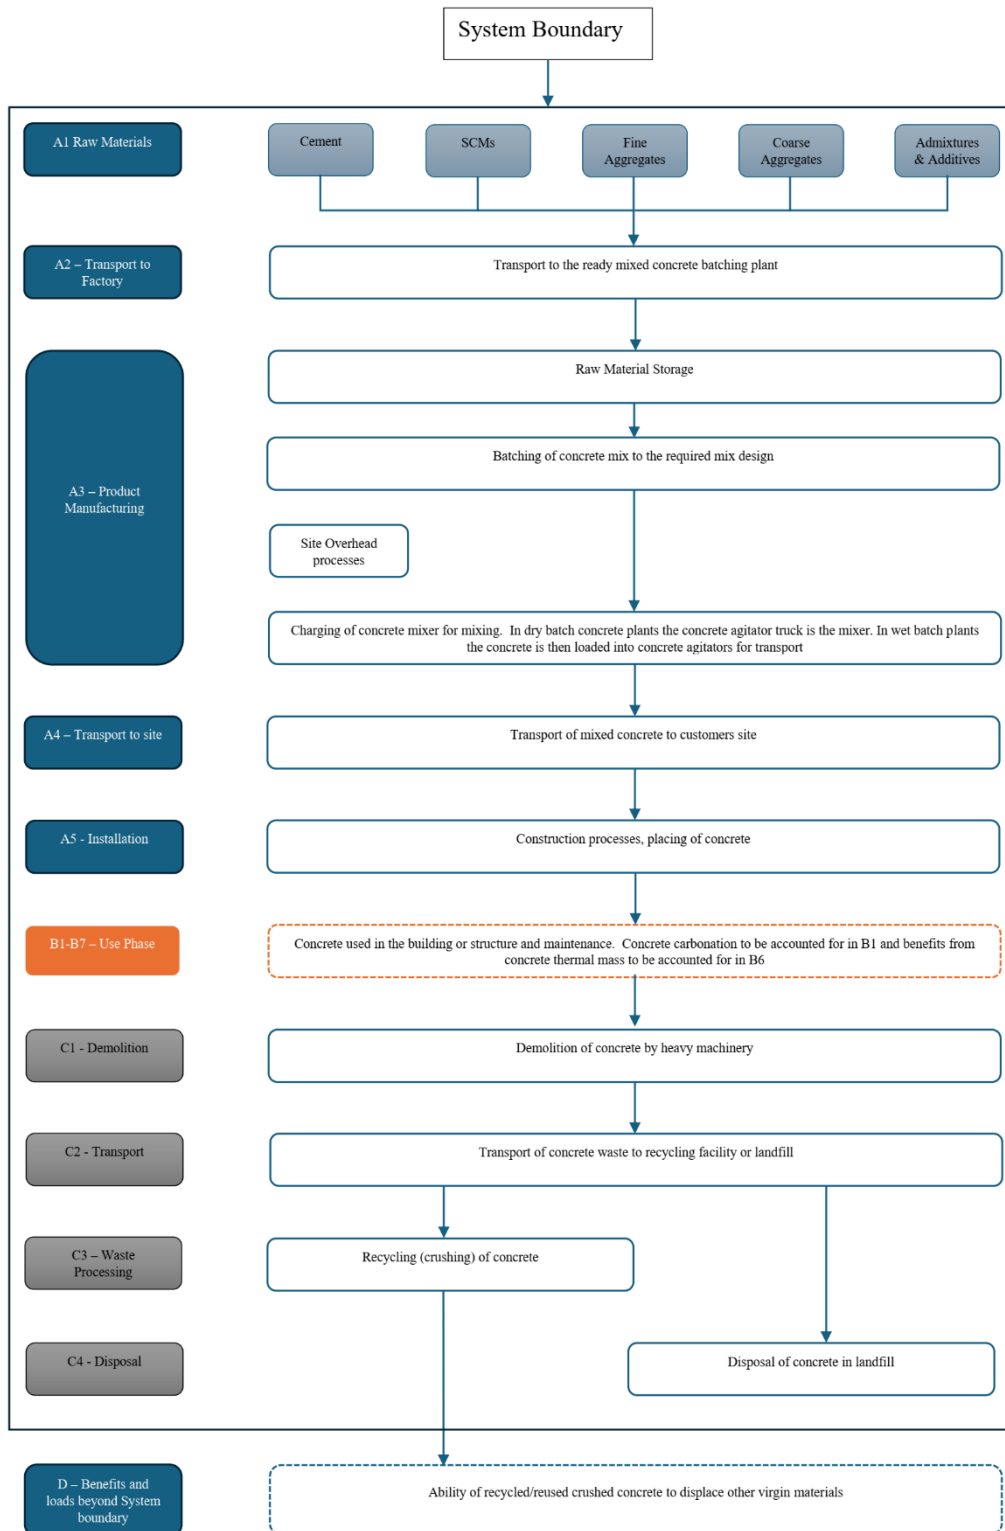 System Boundary
A1 Raw Materials
Cement
SCMs
Fine
Aggregates
Coarse
Aggregates
Admixtures
& Additives
A2 – Transport to
Factory
Transport to the ready mixed concrete batching plant
Raw Material Storage
Batching of concrete mix to the required mix design
A3 – Product
Manufacturing
Site Overhead
processes
Charging of concrete mixer for mixing. In dry batch concrete plants the concrete agitator truck is the mixer. In wet batch plants
the concrete is then loaded into concrete agitators for transport
A4 – Transport to site
Transport of mixed concrete to customers site
A5 - Installation
Construction processes, placing of concrete
B1-B7 – Use Phase
Concrete used in the building or structure and maintenance. Concrete carbonation to be accounted for in B1 and benefits from
concrete thermal mass to be accounted for in B6
C1 - Demolition
Demolition of concrete by heavy machinery
C2 - Transport
Transport of concrete waste to recycling facility or landfill
C3 – Waste
Processing
Recycling (crushing) of concrete
C4 - Disposal
Disposal of concrete in landfill
D – Benefits and
loads beyond System
boundary
Ability of recycled/reused crushed concrete to displace other virgin materials